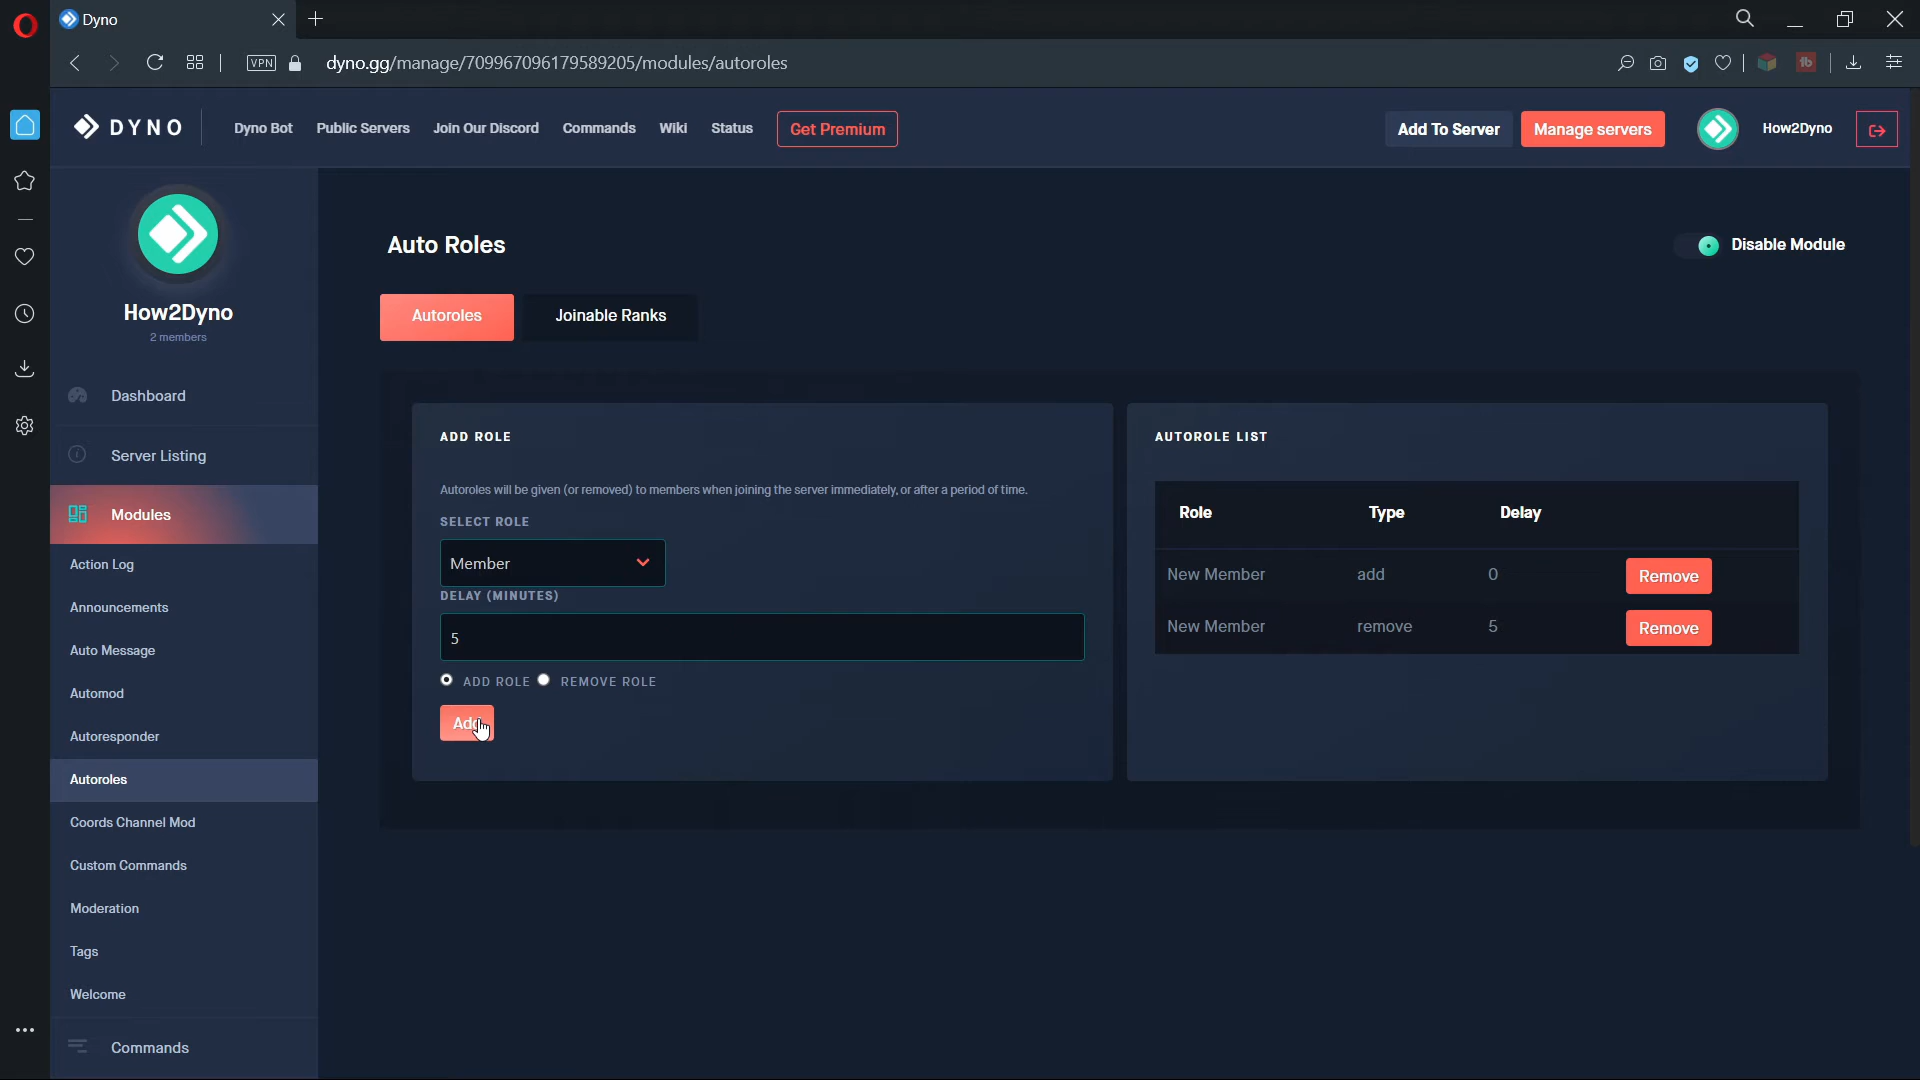 Dyno
VPN
dyno.gg/manage/709967096179589205/modules/autoroles
DYNO
Dyno Bot
Public Servers
Join Our Discord
Commands
Wiki
Status
Get Premium
Add To Server
Manage servers
How2Dyno
How2Dyno
2 members
Dashboard
Server Listing
Modules
Action Log
Announcements
Auto Message
Automod
Autoresponder
Autoroles
Coords Channel Mod
Custom Commands
Moderation
Tags
Welcome
Commands
Auto Roles
Disable Module
Autoroles
Joinable Ranks
ADD ROLE
Autoroles will be given (or removed) to members when joining the server immediately, or after a period of time.
SELECT ROLE
Member
DELAY (MINUTES)
5
ADD ROLE REMOVE ROLE
Add
AUTOROLE LIST
Role Type Delay
New Member add 0 Remove
New Member remove 5 Remove